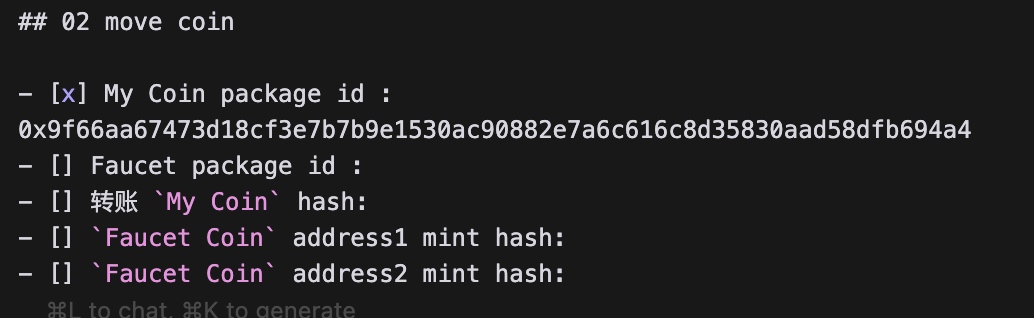 ## 02 move coin
- [x] My Coin package id :
0x9f66aa67473d18cf3e7b7b9e1530ac90882e7a6c616c8d35830aad58dfb694a4
- [] Faucet package id :
- [] 转账 `My Coin` hash:
- [] `Faucet Coin` address1 mint hash:
- [] `Faucet Coin` address2 mint hash:
⌘L to chat, ⌘K to generate